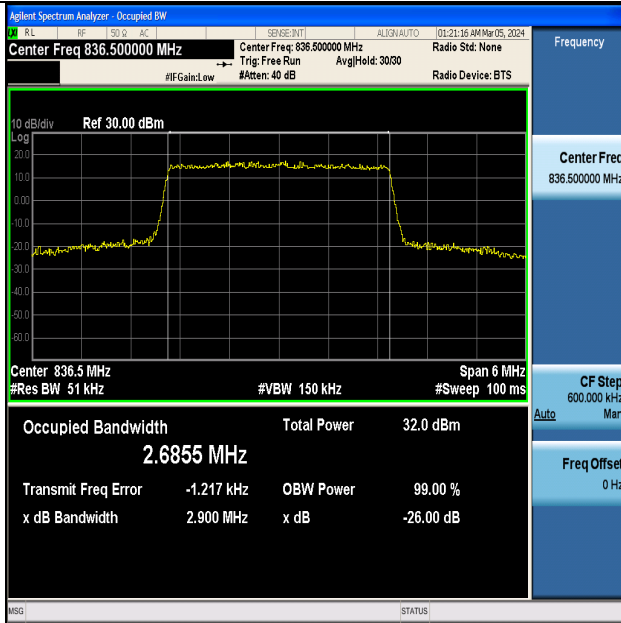 Agilent Spectrum Analyzer - Occupied BW
RL RF 50 Ω AC SENSE:INT ALIGN AUTO 01:21:16 AM Mar 05, 2024
Center Freq 836.500000 MHz Center Freq: 836.500000 MHz Radio Std: None Frequency
Trig: Free Run Avg|Hold: 30/30
#IFGain:Low #Atten: 40 dB Radio Device: BTS
10 dB/div Ref 30.00 dBm
Log
20.0
10.0
0.00
-10.0
-20.0
-30.0
-40.0
-50.0
-60.0
Center Freq
836.500000 MHz
Center 836.5 MHz Span 6 MHz
#Res BW 51 kHz #VBW 150 kHz #Sweep 100 ms
CF Step
600.000 kHz
Auto Man
Occupied Bandwidth Total Power 32.0 dBm
2.6855 MHz
Transmit Freq Error -1.217 kHz OBW Power 99.00 %
x dB Bandwidth 2.900 MHz x dB -26.00 dB
Freq Offset
0 Hz
MSG STATUS